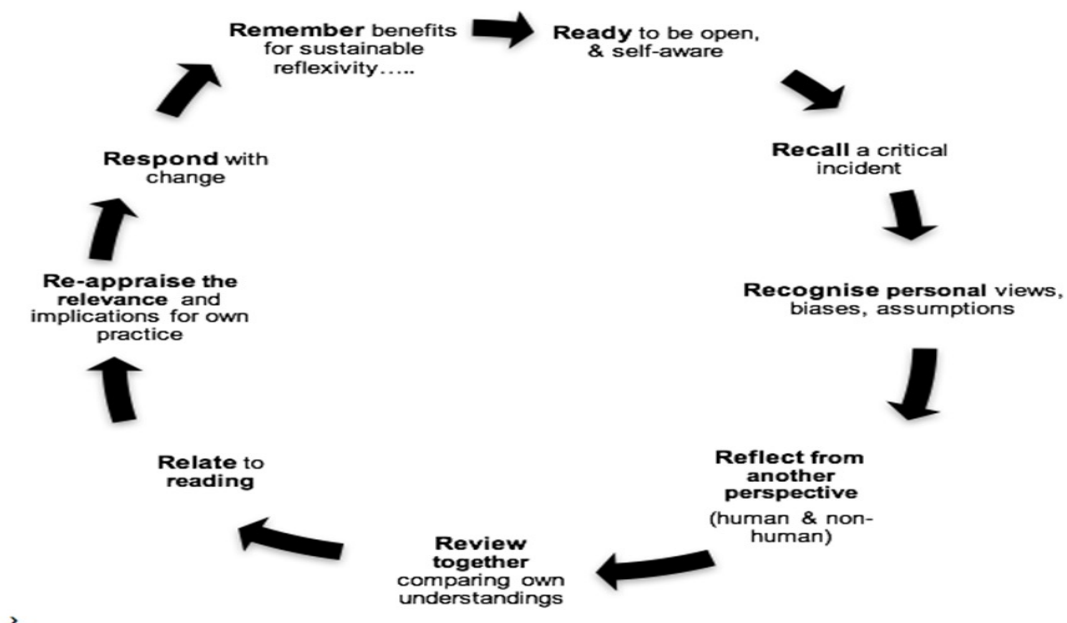 Remember benefits
for sustainable
reflexivity…..
Ready to be open,
& self-aware
Recall a critical
incident
Recognise personal views,
biases, assumptions
Reflect from
another
perspective
(human & non-
human)
Review
together
comparing own
understandings
Relate to
reading
Re-appraise the
relevance and
implications for own
practice
Respond with
change